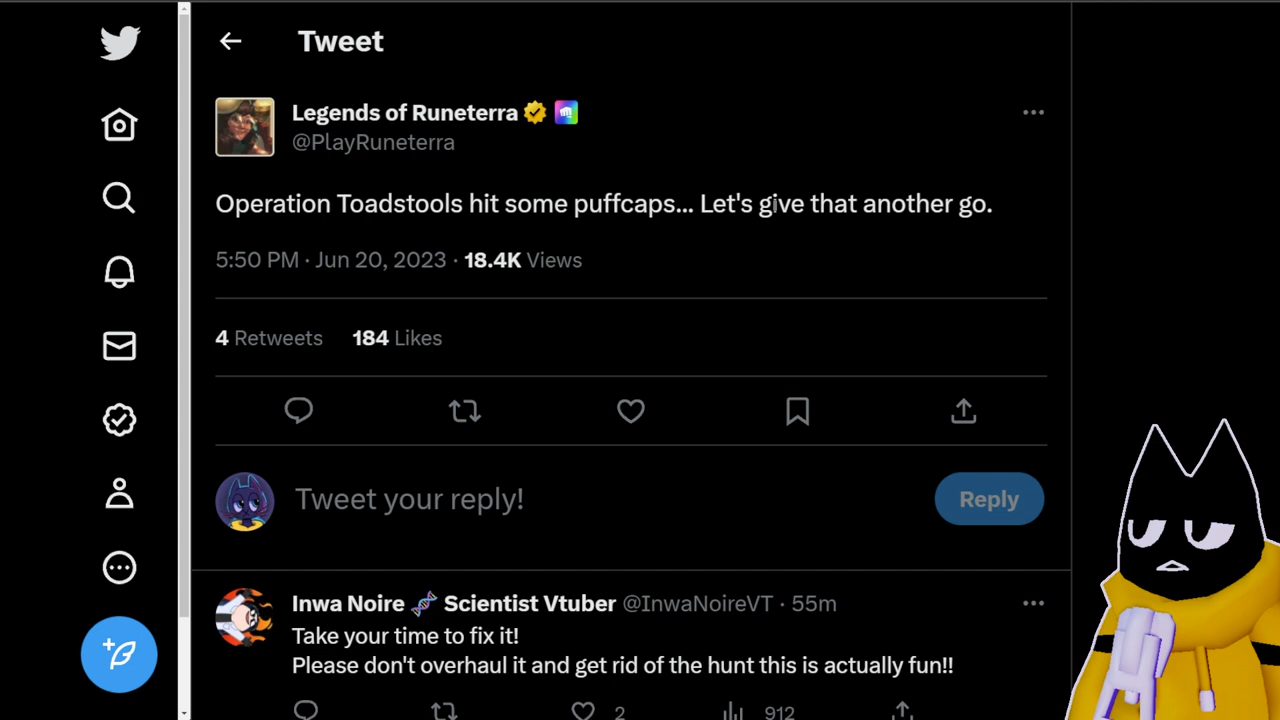 Tweet
Legends of Runeterra
@PlayRuneterra
Operation Toadstools hit some puffcaps... Let's give that another go.
5:50 PM · Jun 20, 2023 · 18.4K Views
4 Retweets 184 Likes
Tweet your reply!
Reply
Inwa Noire 🧬 Scientist Vtuber @InwaNoireVT · 55m
Take your time to fix it!
Please don't overhaul it and get rid of the hunt this is actually fun!!
2 912